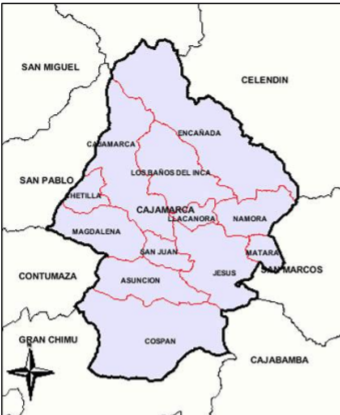 SAN MIGUEL
CELENDIN
ENCAÑADA
CAJAMARCA
LOS BAÑOS DEL INCA
SAN PABLO
CHETILLA
CAJAMARCA
LLACANORA
NAMORA
MAGDALENA
SAN JUAN
MATARA
SAN MARCOS
CONTUMAZA
ASUNCION
JESUS
GRAN CHIMU
COSPAN
CAJABAMBA